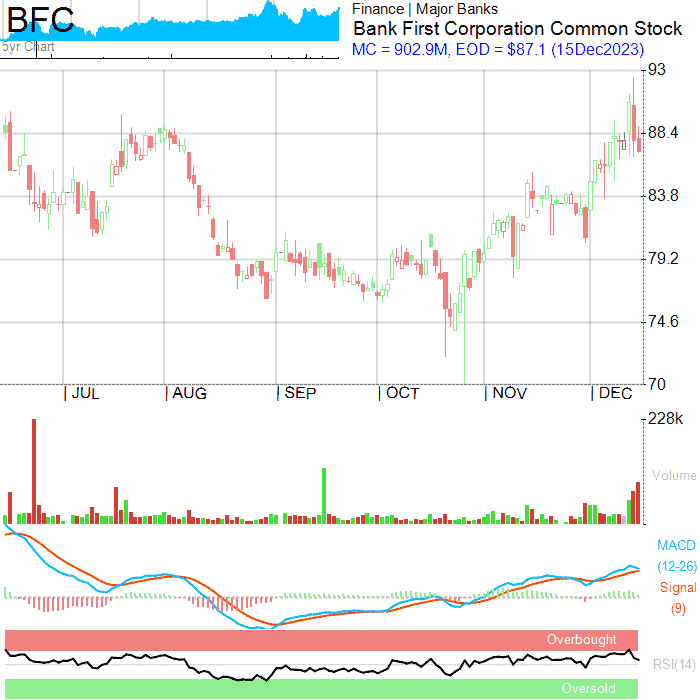 BFC
5yr Chart
Finance | Major Banks
Bank First Corporation Common Stock
MC = 902.9M, EOD = $87.1 (15Dec2023)
93
88.4
83.8
79.2
74.6
70
JUL AUG SEP OCT NOV DEC
228k
Volume
MACD
(12-26)
Signal
(9)
Overbought
RSI(14)
Oversold